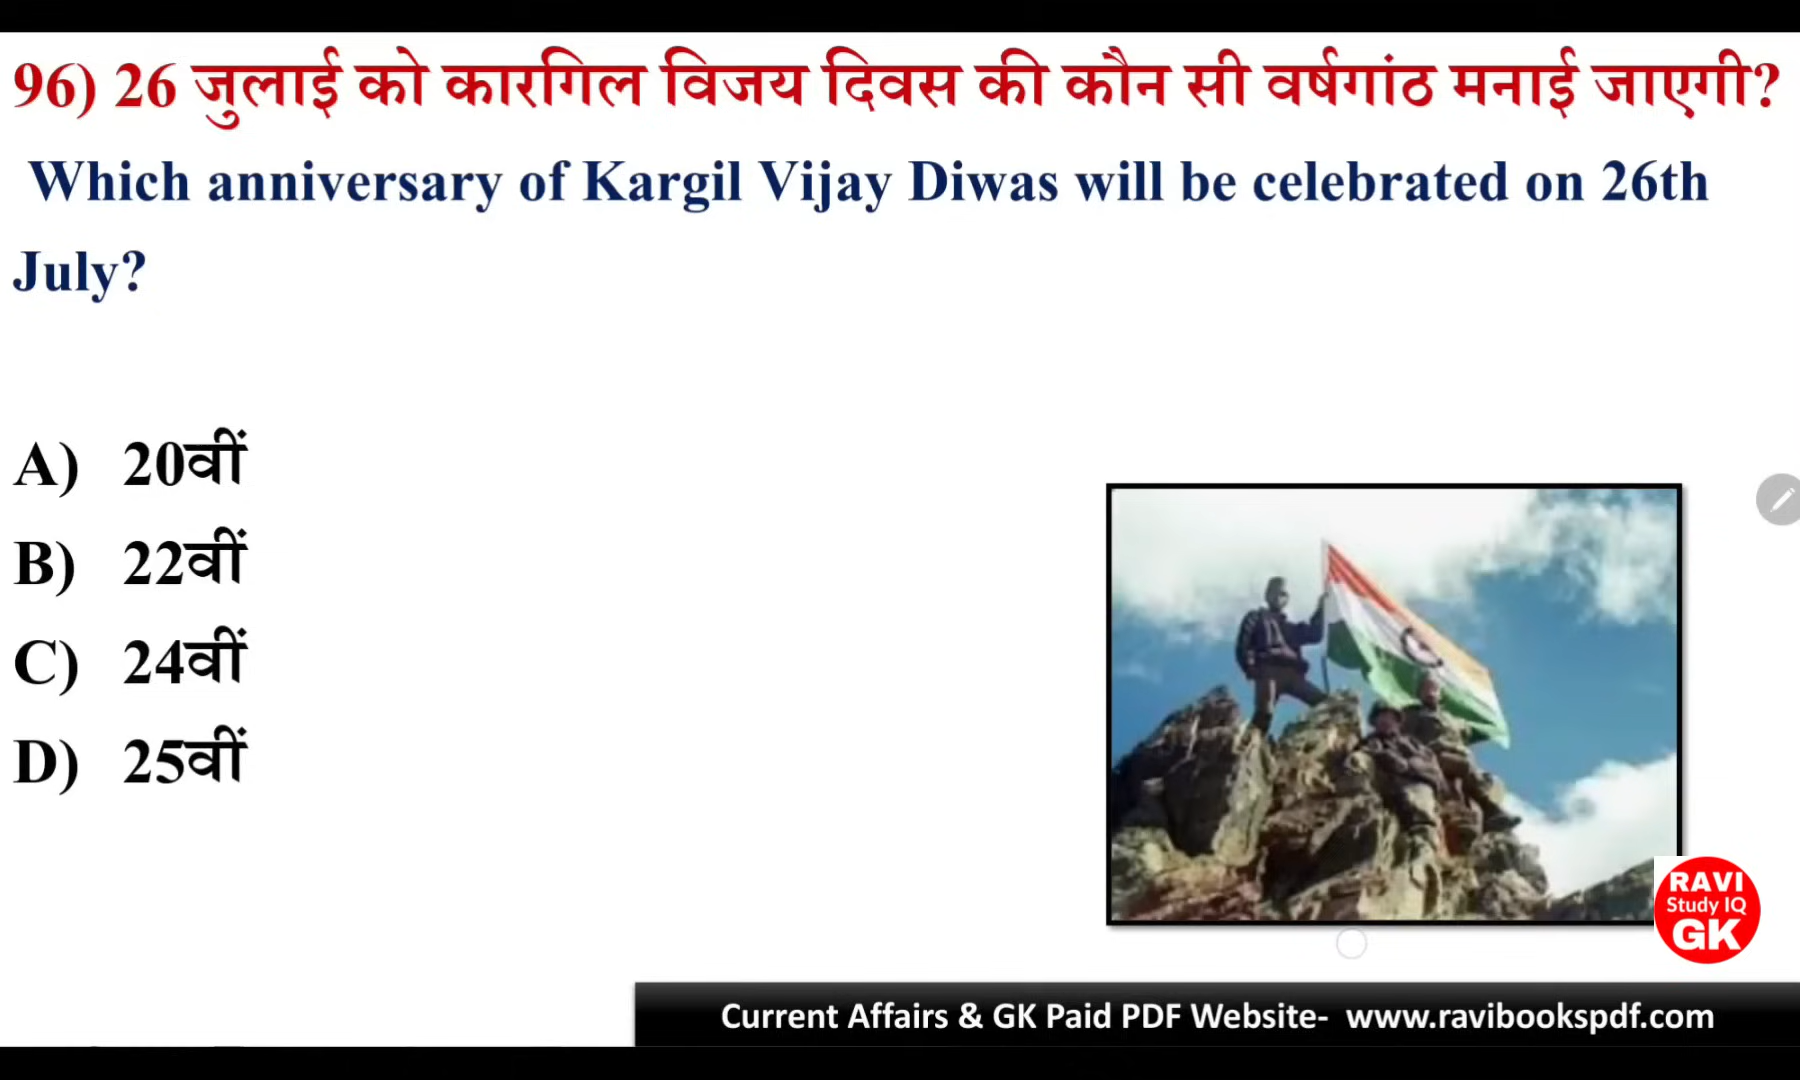 96) 26 जुलाई को कारगिल विजय दिवस की कौन सी वर्षगांठ मनाई जाएगी?
Which anniversary of Kargil Vijay Diwas will be celebrated on 26th
July?
A) 20वीं
B) 22वीं
C) 24वीं
D) 25वीं
RAVI
Study IQ
GK
Current Affairs & GK Paid PDF Website- www.ravibookspdf.com